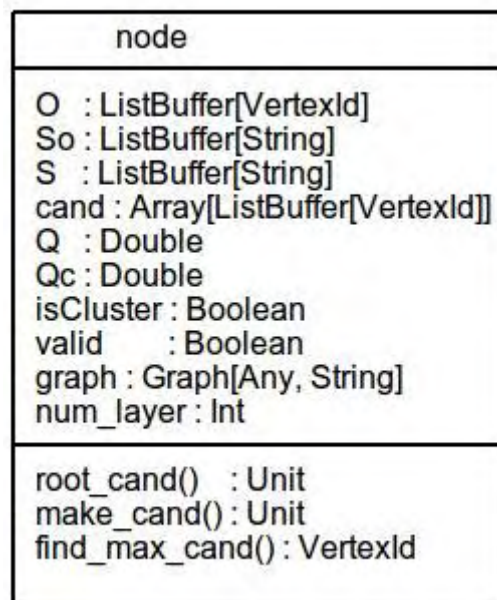 node
O : ListBuffer[VertexId]
So : ListBuffer[String]
S : ListBuffer[String]
cand : Array[ListBuffer[VertexId]]
Q : Double
Qc : Double
isCluster : Boolean
valid : Boolean
graph : Graph[Any, String]
num_layer : Int
root_cand() : Unit
make_cand() : Unit
find_max_cand() : VertexId